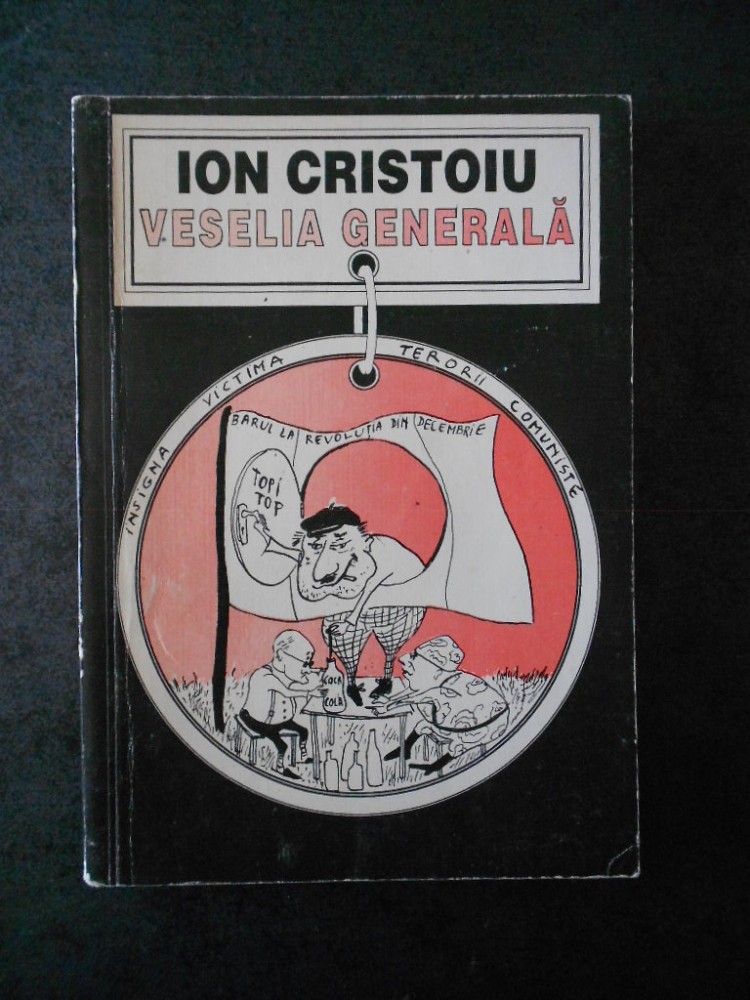 ION CRISTOIU
VESELIA GENERALĂ
INSIGNA VICTIMA TERORII COMUNISTE
BARUL LA REVOLUȚIA DIN DECEMBRIE
TOPI
TOP
COCA
COLA